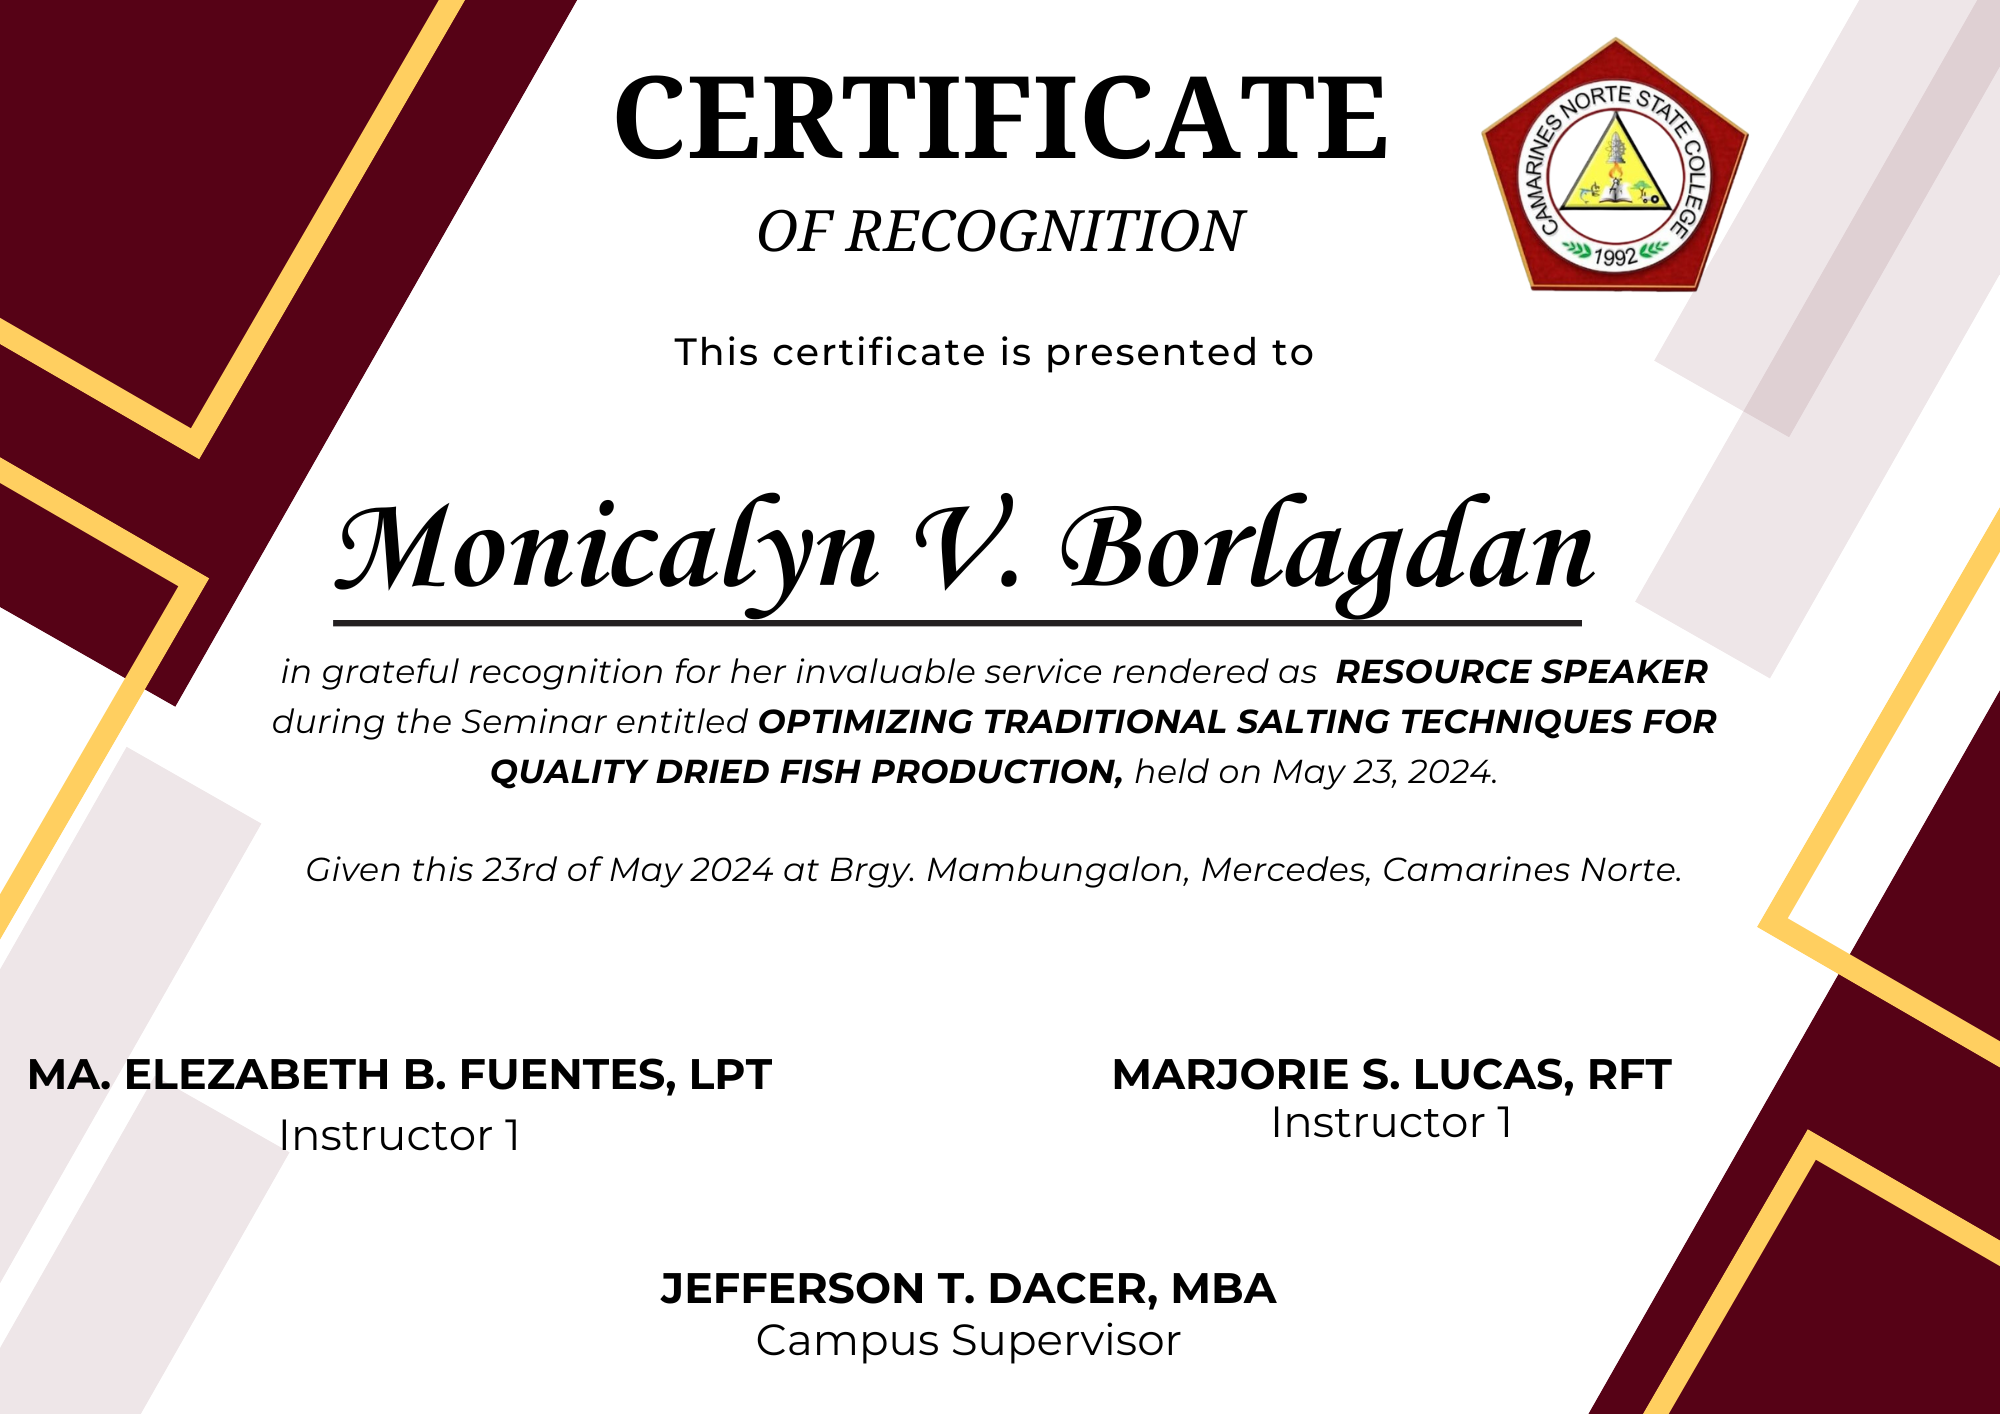 CERTIFICATE
OF RECOGNITION
CAMARINES NORTE STATE COLLEGE
1992
This certificate is presented to
Monicalyn V. Borlagdan
in grateful recognition for her invaluable service rendered as RESOURCE SPEAKER
during the Seminar entitled OPTIMIZING TRADITIONAL SALTING TECHNIQUES FOR
QUALITY DRIED FISH PRODUCTION, held on May 23, 2024.
Given this 23rd of May 2024 at Brgy. Mambungalon, Mercedes, Camarines Norte.
MA. ELEZABETH B. FUENTES, LPT
Instructor 1
MARJORIE S. LUCAS, RFT
Instructor 1
JEFFERSON T. DACER, MBA
Campus Supervisor